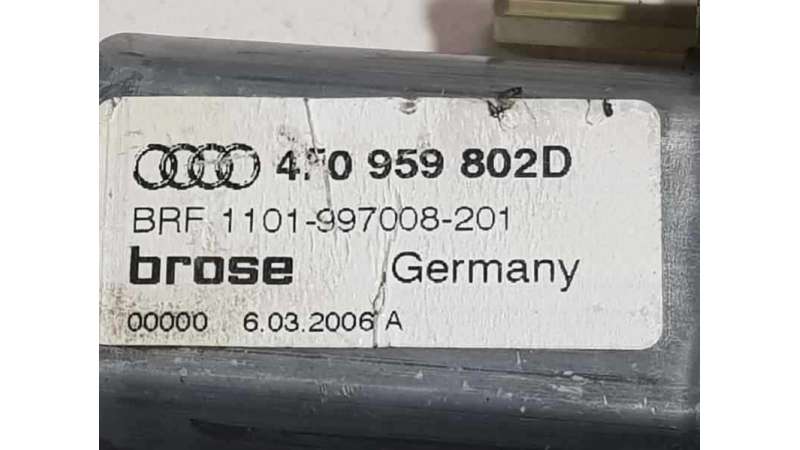 4F0 959 802D
BRF 1101-997008-201
brose Germany
00000 6.03.2006 A